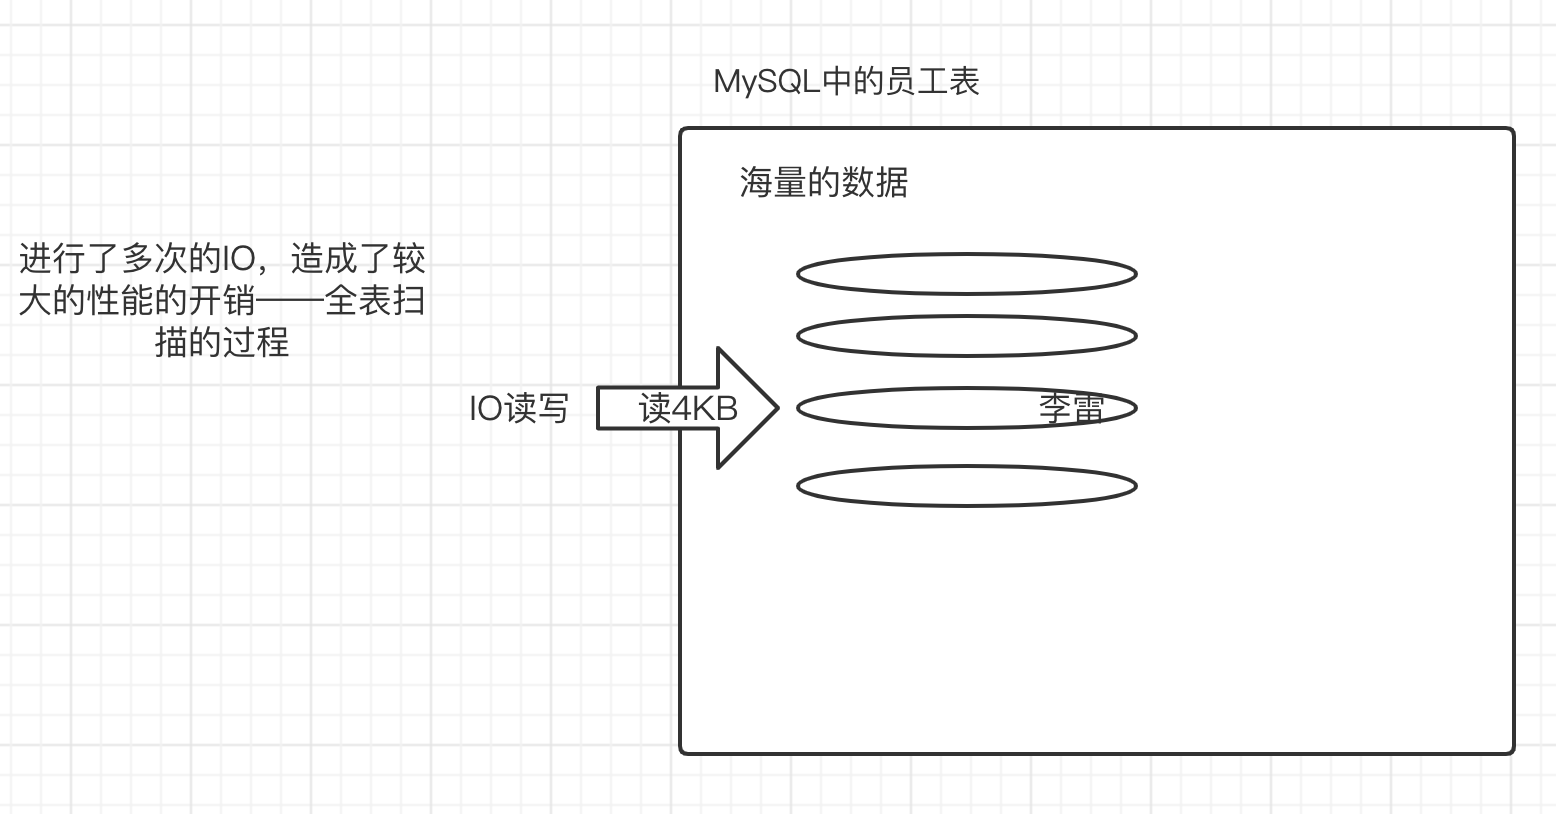 MySQL中的员工表
海量的数据
进行了多次的IO，造成了较
大的性能的开销——全表扫
描的过程
IO读写
读4KB
李雷